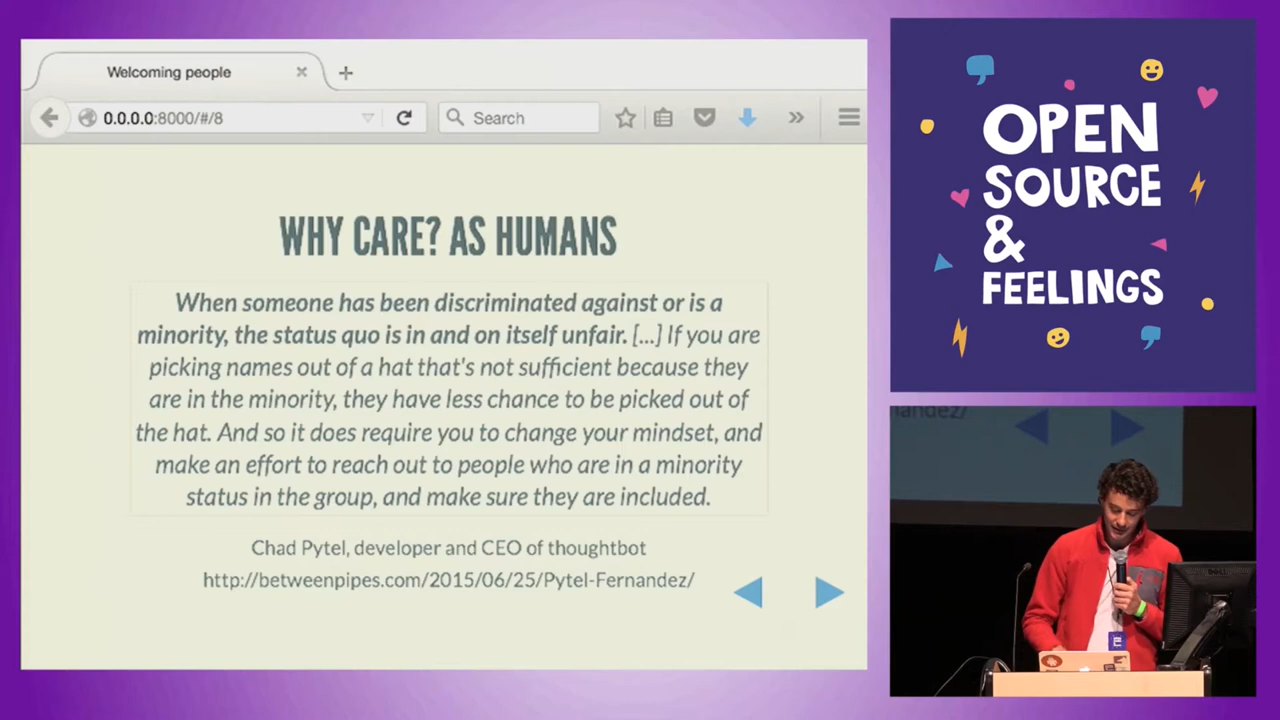 Welcoming people
0.0.0.0:8000/#/8
Search
WHY CARE? AS HUMANS
When someone has been discriminated against or is a
minority, the status quo is in and on itself unfair. [...] If you are
picking names out of a hat that's not sufficient because they
are in the minority, they have less chance to be picked out of
the hat. And so it does require you to change your mindset, and
make an effort to reach out to people who are in a minority
status in the group, and make sure they are included.
Chad Pytel, developer and CEO of thoughtbot
http://betweenpipes.com/2015/06/25/Pytel-Fernandez/
OPEN
SOURCE
&
FEELINGS
nandez/
DELL